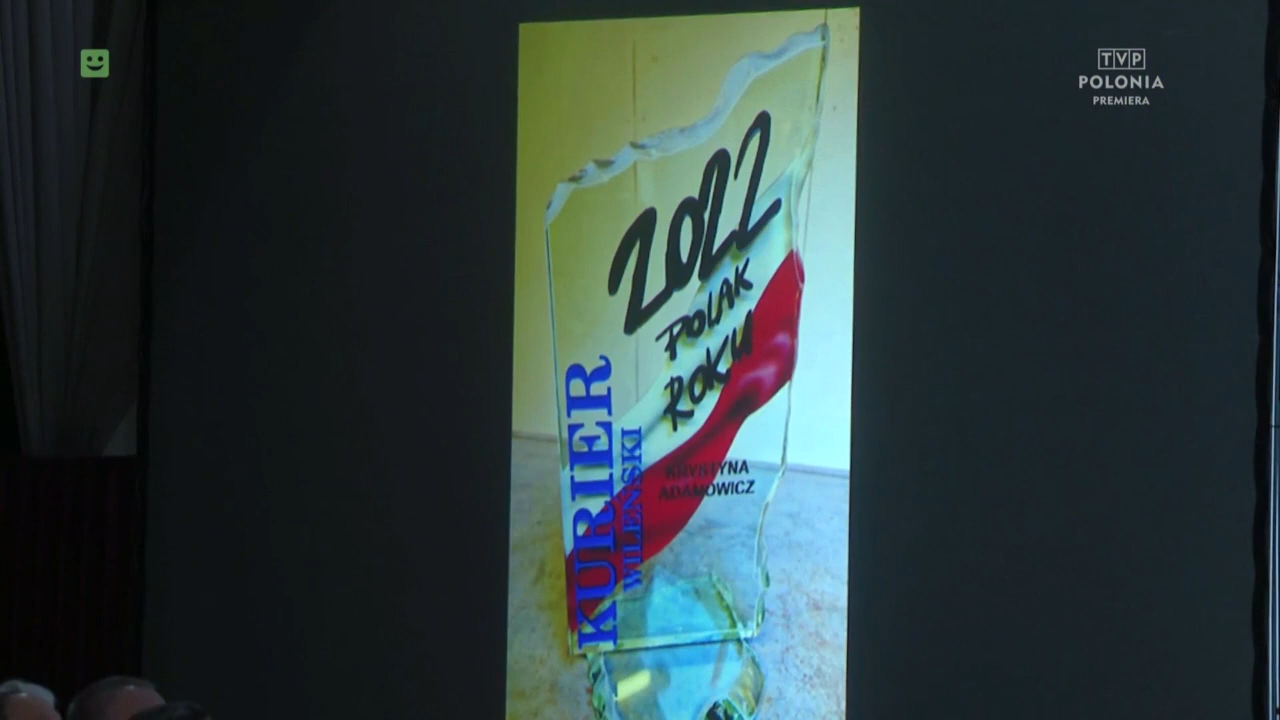 TVP
POLONIA
PREMIERA
2022
POLAK
ROKU
KURIER
WILEŃSKI
KRYSTYNA
ADAMOWICZ